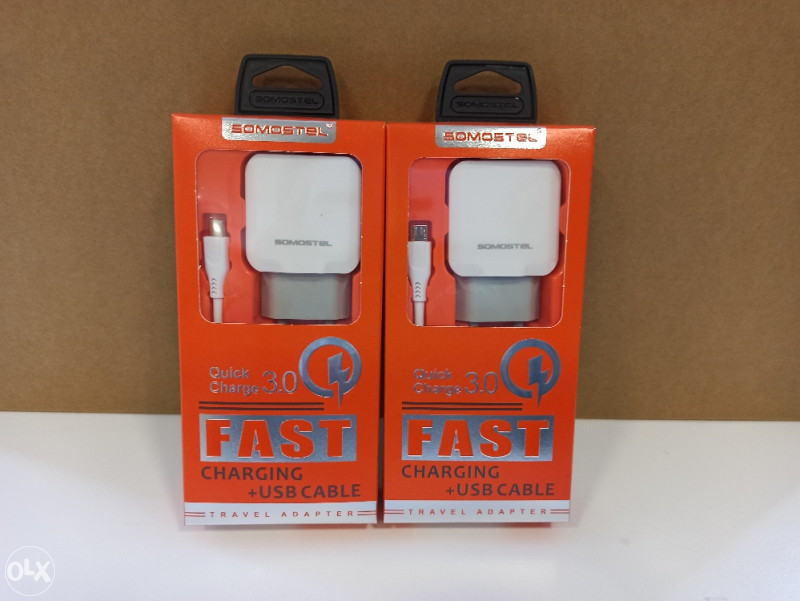 SOMOSTEL
SOMOSTEL
SOMOSTEL
Quick
Charge 3.0
FAST
CHARGING
+USB CABLE
TRAVEL ADAPTER
SOMOSTEL
SOMOSTEL
SOMOSTEL
Quick
Charge 3.0
FAST
CHARGING
+USB CABLE
TRAVEL ADAPTER
OLX